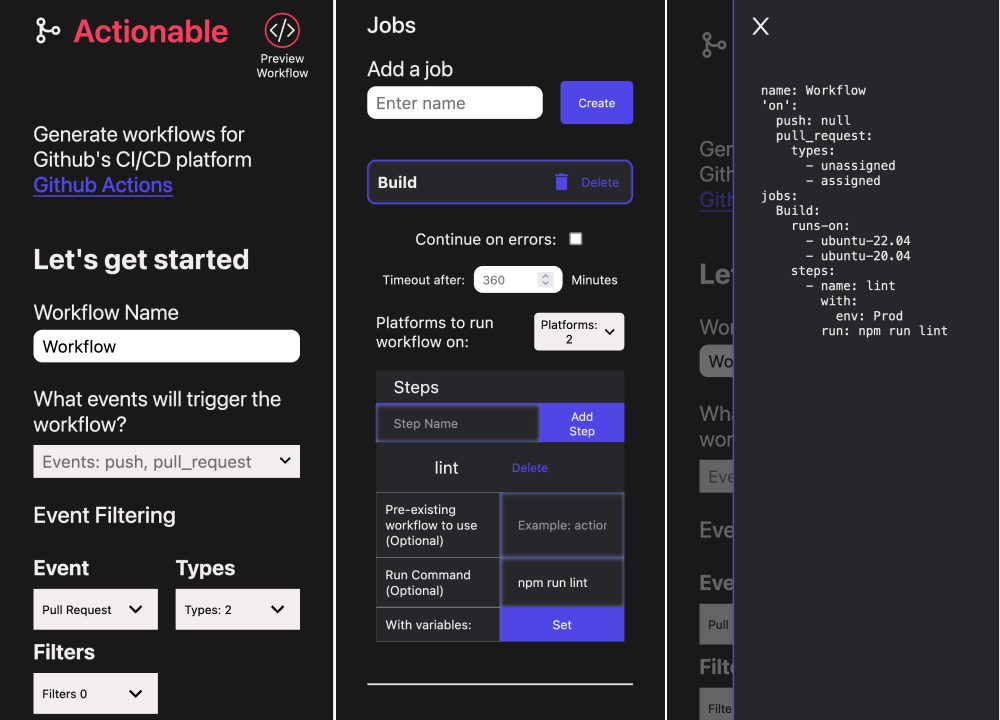 Actionable
</>
Preview
Workflow
Generate workflows for
Github's CI/CD platform
Github Actions
Let's get started
Workflow Name
Workflow
What events will trigger the
workflow?
Events: push, pull_request
Event Filtering
Event
Types
Pull Request
Types: 2
Filters
Filters 0
Jobs
Add a job
Enter name
Create
Build
Delete
Continue on errors:
Timeout after:
360
Minutes
Platforms to run
workflow on:
Platforms:
2
Steps
Step Name
Add
Step
lint
Delete
Pre-existing
workflow to use
(Optional)
Example: action
Run Command
(Optional)
npm run lint
With variables:
Set
Gen
Gith
Gith
Let
Wor
Wo
Wh
wor
Eve
Eve
Eve
Pull
Filt
Filte
X
name: Workflow
'on':
push: null
pull_request:
types:
- unassigned
- assigned
jobs:
Build:
runs-on:
- ubuntu-22.04
- ubuntu-20.04
steps:
- name: lint
with:
env: Prod
run: npm run lint